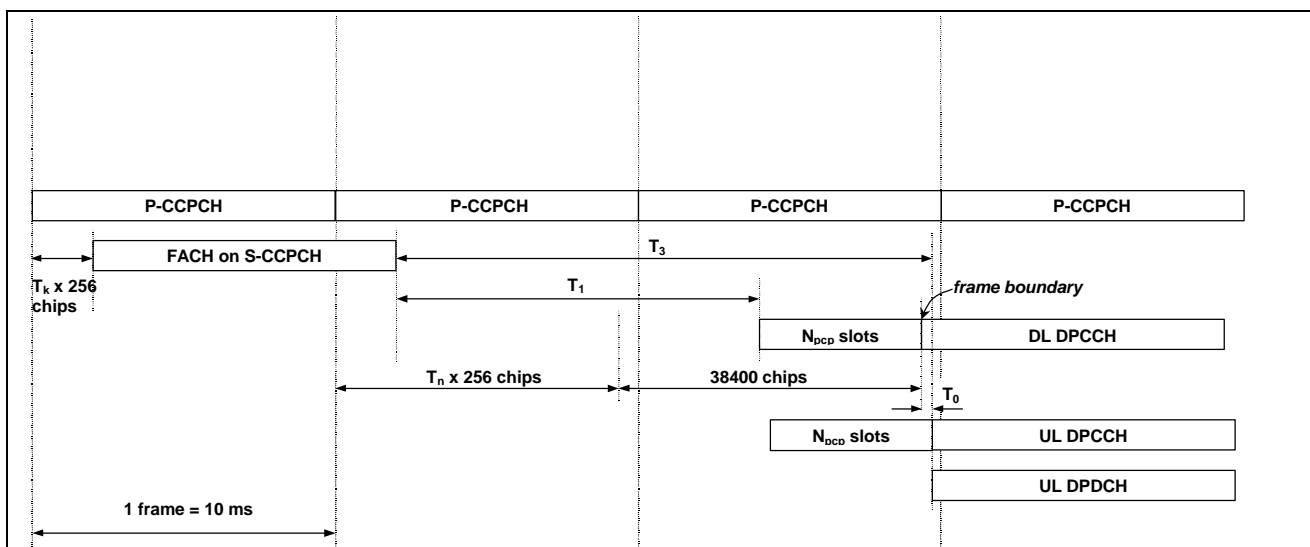 P-CCPCH P-CCPCH P-CCPCH P-CCPCH
FACH on S-CCPCH
T3
Tk x 256
chips
T1
frame boundary
Npcp slots DL DPCCH
Tn x 256 chips 38400 chips
T0
Npcp slots UL DPCCH
UL DPDCH
1 frame = 10 ms